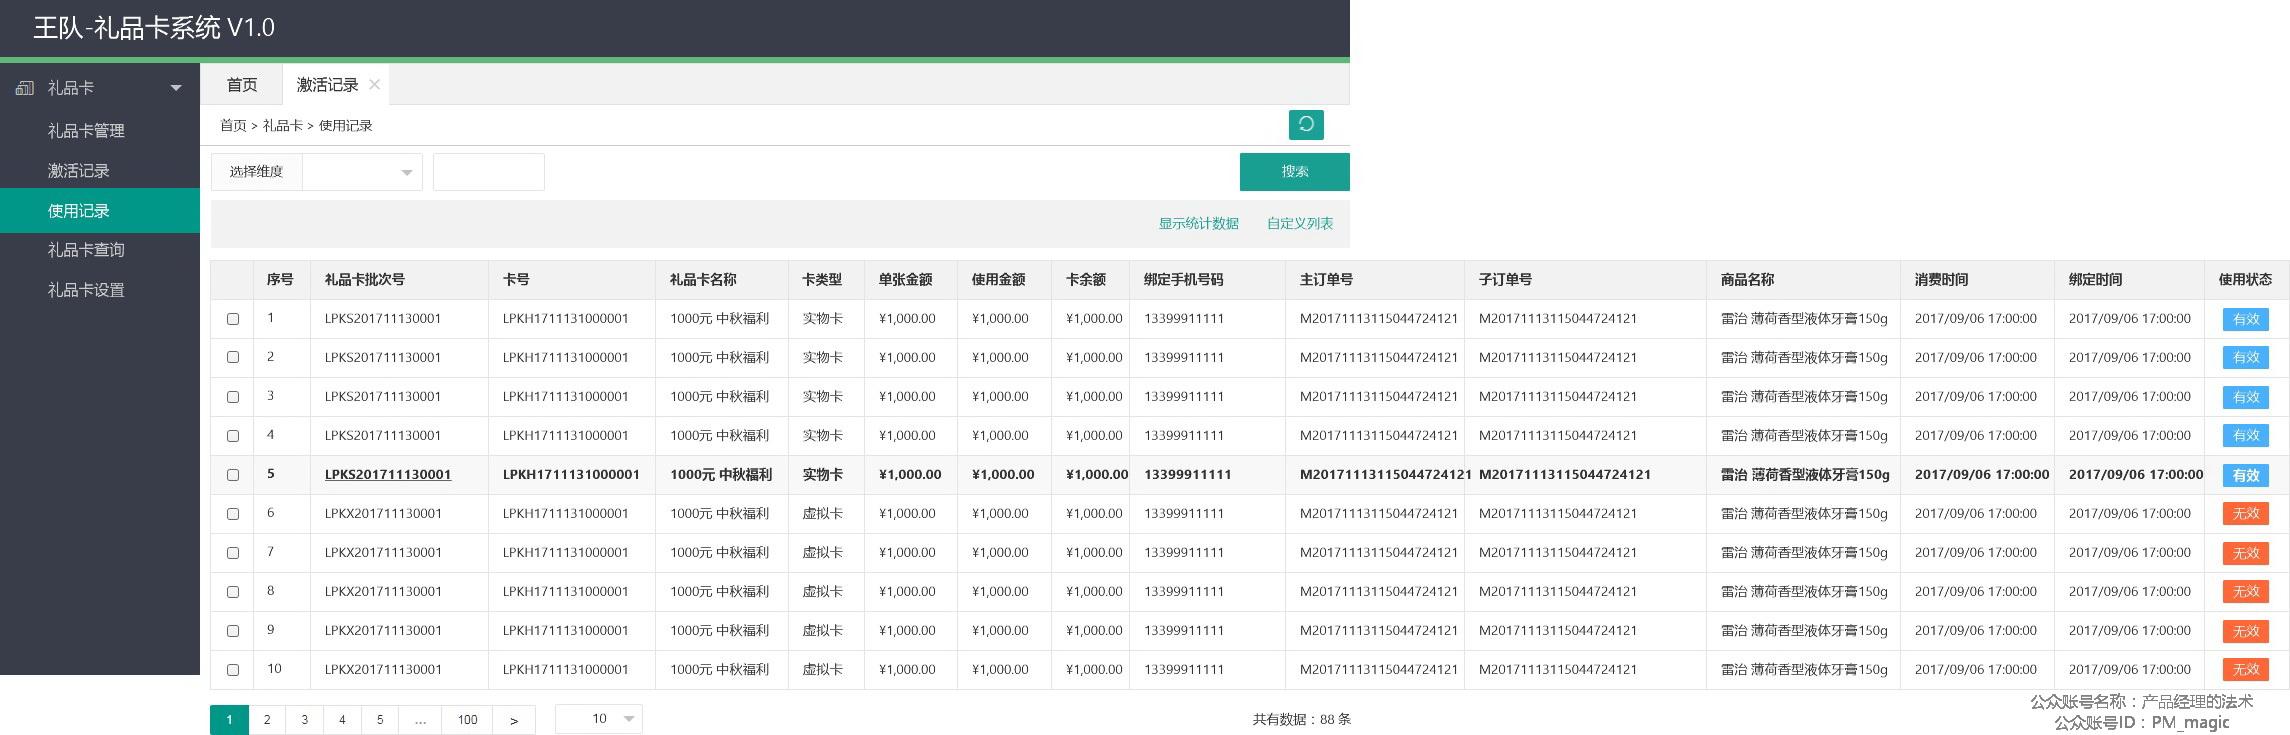 王队-礼品卡系统 V1.0
礼品卡
礼品卡管理
激活记录
使用记录
礼品卡查询
礼品卡设置
首页 激活记录
首页 > 礼品卡 > 使用记录
选择维度 搜索
显示统计数据 自定义列表
序号 礼品卡批次号 卡号 礼品卡名称 卡类型 单张金额 使用金额 卡余额 绑定手机号码 主订单号 子订单号 商品名称 消费时间 绑定时间 使用状态
1 LPKS201711130001 LPKH1711131000001 1000元 中秋福利 实物卡 ¥1,000.00 ¥1,000.00 ¥1,000.00 13399911111 M20171113115044724121 M20171113115044724121 雷治 薄荷香型液体牙膏150g 2017/09/06 17:00:00 2017/09/06 17:00:00 有效
2 LPKS201711130001 LPKH1711131000001 1000元 中秋福利 实物卡 ¥1,000.00 ¥1,000.00 ¥1,000.00 13399911111 M20171113115044724121 M20171113115044724121 雷治 薄荷香型液体牙膏150g 2017/09/06 17:00:00 2017/09/06 17:00:00 有效
3 LPKS201711130001 LPKH1711131000001 1000元 中秋福利 实物卡 ¥1,000.00 ¥1,000.00 ¥1,000.00 13399911111 M20171113115044724121 M20171113115044724121 雷治 薄荷香型液体牙膏150g 2017/09/06 17:00:00 2017/09/06 17:00:00 有效
4 LPKS201711130001 LPKH1711131000001 1000元 中秋福利 实物卡 ¥1,000.00 ¥1,000.00 ¥1,000.00 13399911111 M20171113115044724121 M20171113115044724121 雷治 薄荷香型液体牙膏150g 2017/09/06 17:00:00 2017/09/06 17:00:00 有效
5 LPKS201711130001 LPKH1711131000001 1000元 中秋福利 实物卡 ¥1,000.00 ¥1,000.00 ¥1,000.00 13399911111 M20171113115044724121 M20171113115044724121 雷治 薄荷香型液体牙膏150g 2017/09/06 17:00:00 2017/09/06 17:00:00 有效
6 LPKX201711130001 LPKH1711131000001 1000元 中秋福利 虚拟卡 ¥1,000.00 ¥1,000.00 ¥1,000.00 13399911111 M20171113115044724121 M20171113115044724121 雷治 薄荷香型液体牙膏150g 2017/09/06 17:00:00 2017/09/06 17:00:00 无效
7 LPKX201711130001 LPKH1711131000001 1000元 中秋福利 虚拟卡 ¥1,000.00 ¥1,000.00 ¥1,000.00 13399911111 M20171113115044724121 M20171113115044724121 雷治 薄荷香型液体牙膏150g 2017/09/06 17:00:00 2017/09/06 17:00:00 无效
8 LPKX201711130001 LPKH1711131000001 1000元 中秋福利 虚拟卡 ¥1,000.00 ¥1,000.00 ¥1,000.00 13399911111 M20171113115044724121 M20171113115044724121 雷治 薄荷香型液体牙膏150g 2017/09/06 17:00:00 2017/09/06 17:00:00 无效
9 LPKX201711130001 LPKH1711131000001 1000元 中秋福利 虚拟卡 ¥1,000.00 ¥1,000.00 ¥1,000.00 13399911111 M20171113115044724121 M20171113115044724121 雷治 薄荷香型液体牙膏150g 2017/09/06 17:00:00 2017/09/06 17:00:00 无效
10 LPKX201711130001 LPKH1711131000001 1000元 中秋福利 虚拟卡 ¥1,000.00 ¥1,000.00 ¥1,000.00 13399911111 M20171113115044724121 M20171113115044724121 雷治 薄荷香型液体牙膏150g 2017/09/06 17:00:00 2017/09/06 17:00:00 无效
1 2 3 4 5 ... 100 > 10 共有数据：88 条
公众账号名称：产品经理的法术
公众账号ID：PM_magic